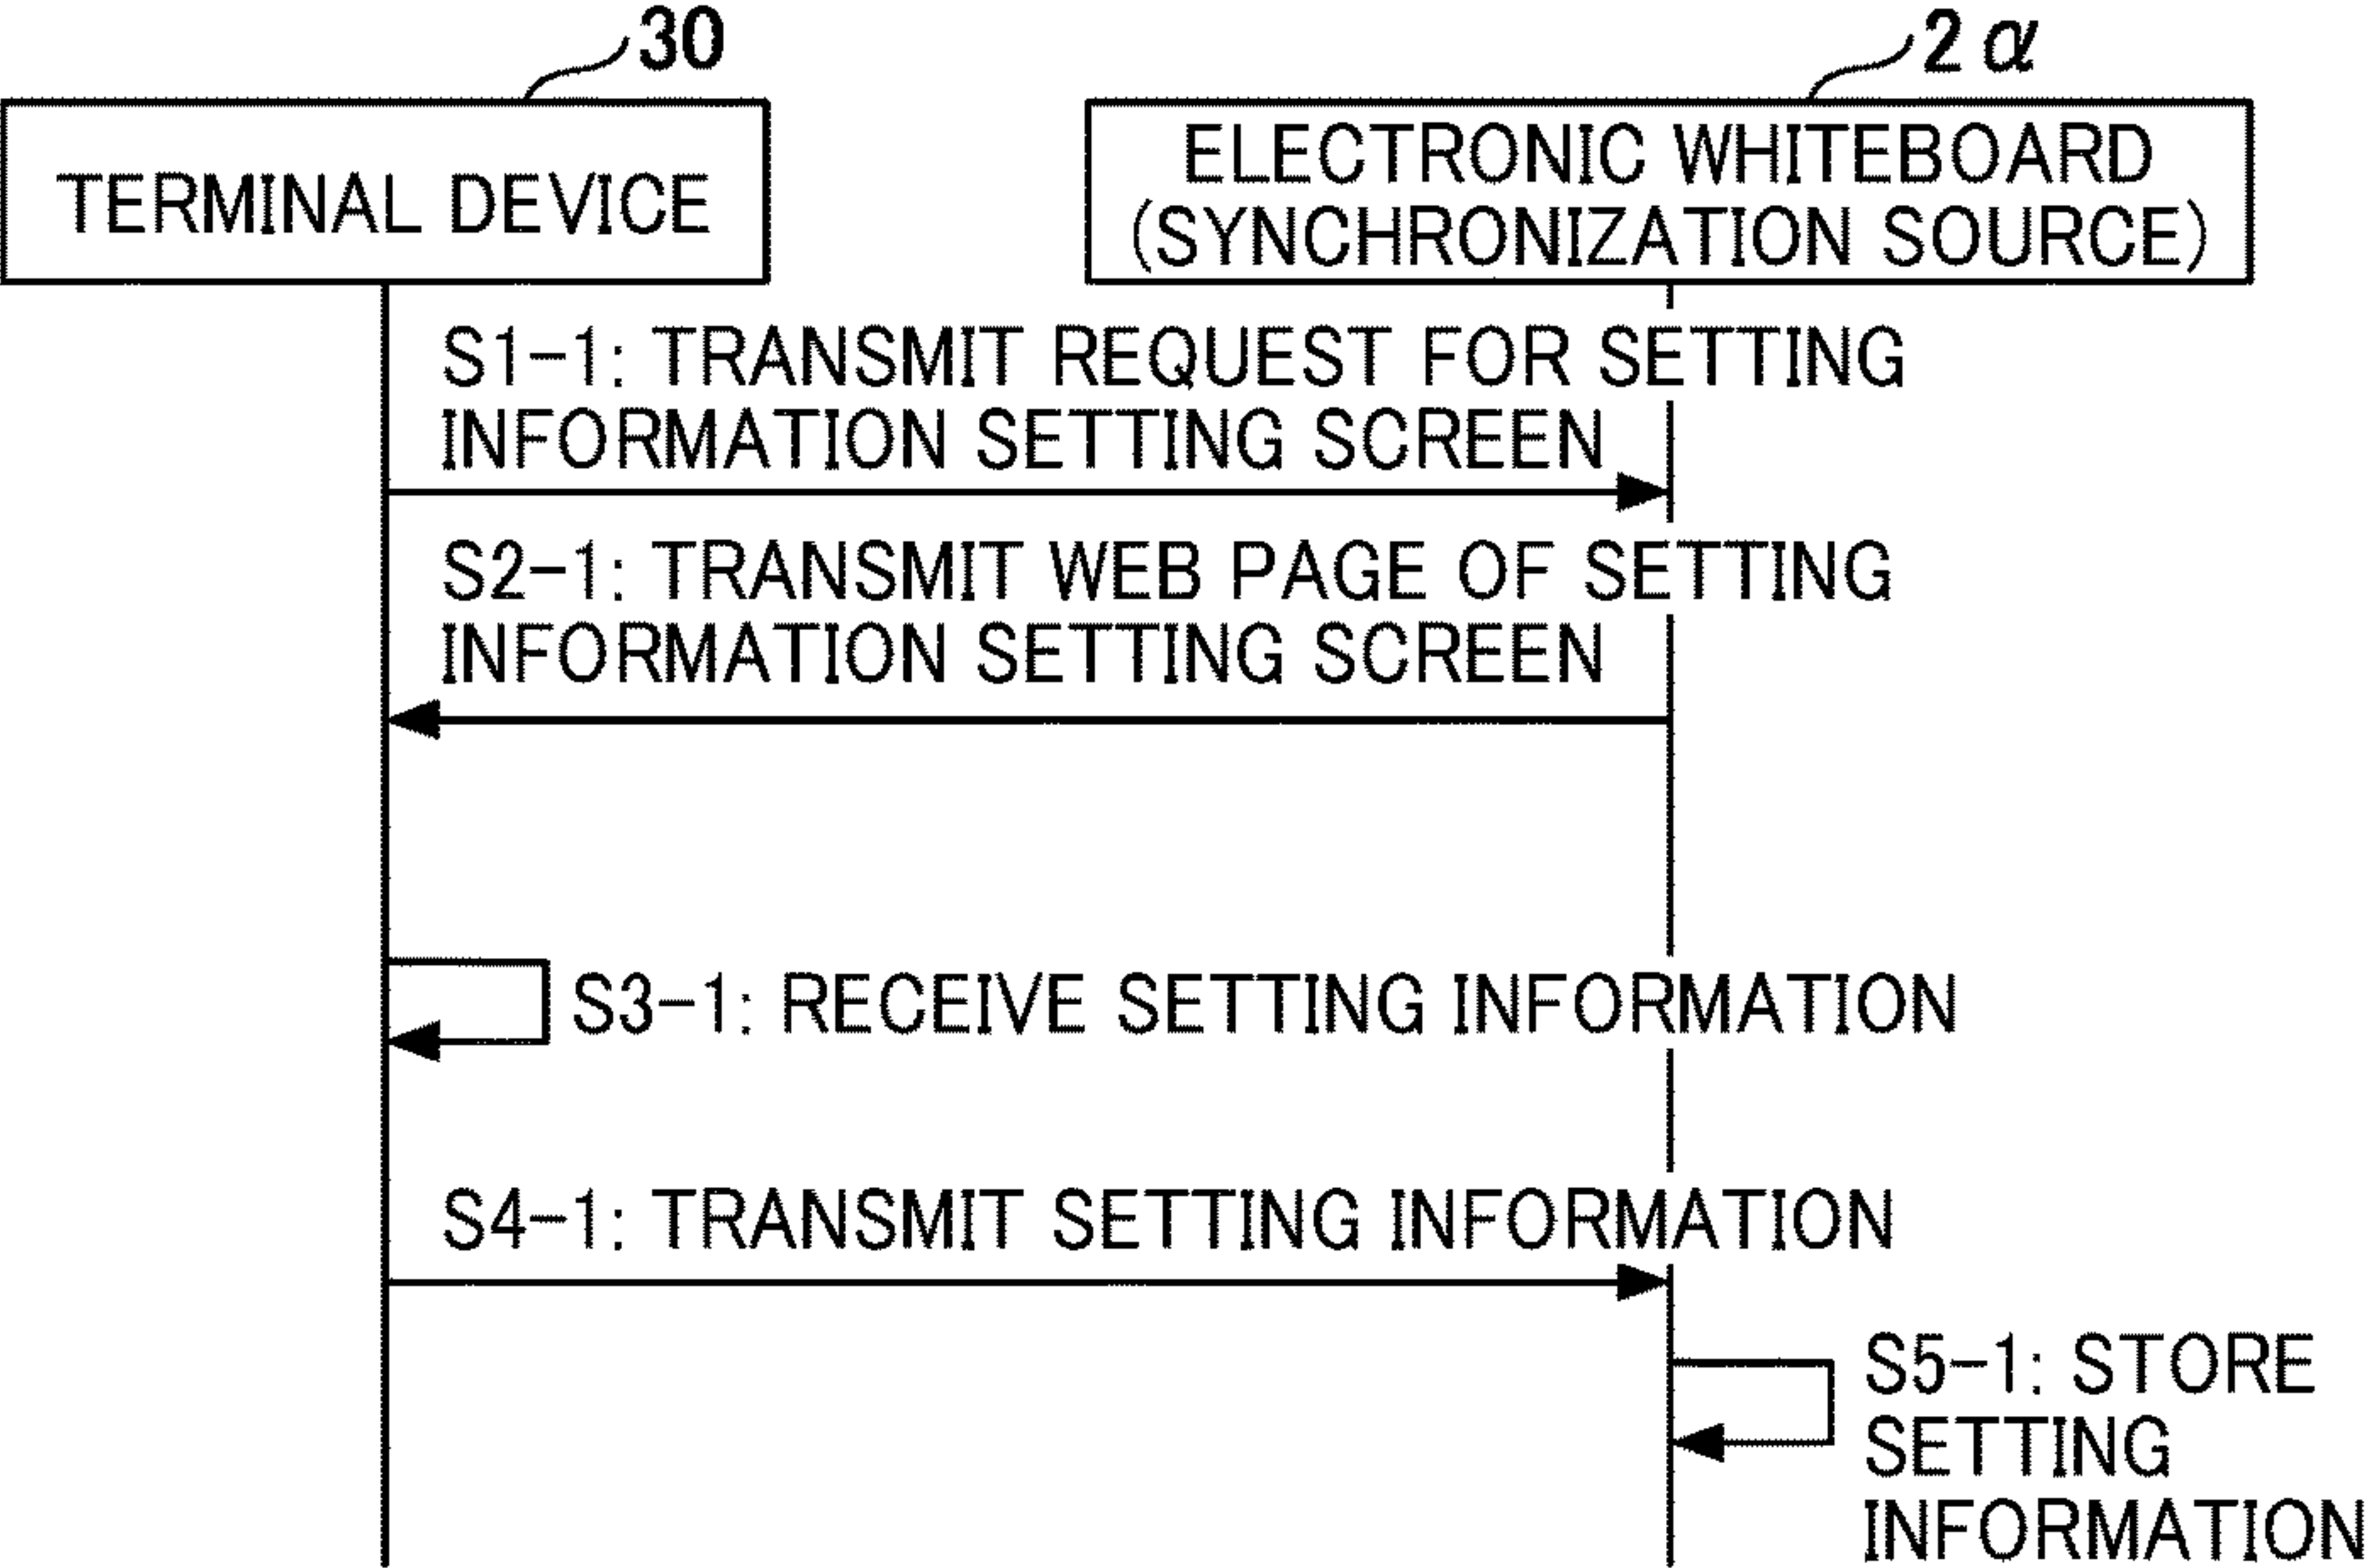 30
2α
TERMINAL DEVICE
ELECTRONIC WHITEBOARD
(SYNCHRONIZATION SOURCE)
S1-1: TRANSMIT REQUEST FOR SETTING
INFORMATION SETTING SCREEN
S2-1: TRANSMIT WEB PAGE OF SETTING
INFORMATION SETTING SCREEN
S3-1: RECEIVE SETTING INFORMATION
S4-1: TRANSMIT SETTING INFORMATION
S5-1: STORE
SETTING
INFORMATION